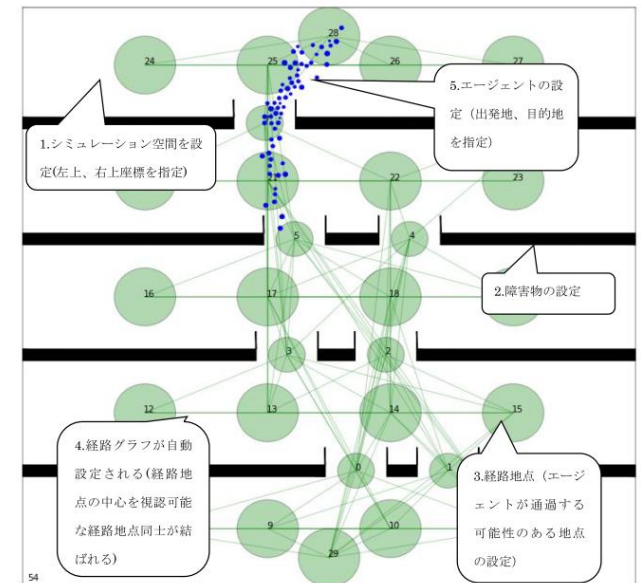 28
24
25
26
27
5.エージェントの設
定（出発地、目的地
を指定）
1.シミュレーション空間を設
定(左上、右上座標を指定)
21
22
23
5
4
16
17
18
2.障害物の設定
3
2
12
13
14
15
4.経路グラフが自動
設定される(経路地
点の中心を視認可能
な経路地点同士が結
ばれる)
0
1
3.経路地点（エージ
ェントが通過する
可能性のある地点
の設定）
9
10
29
54